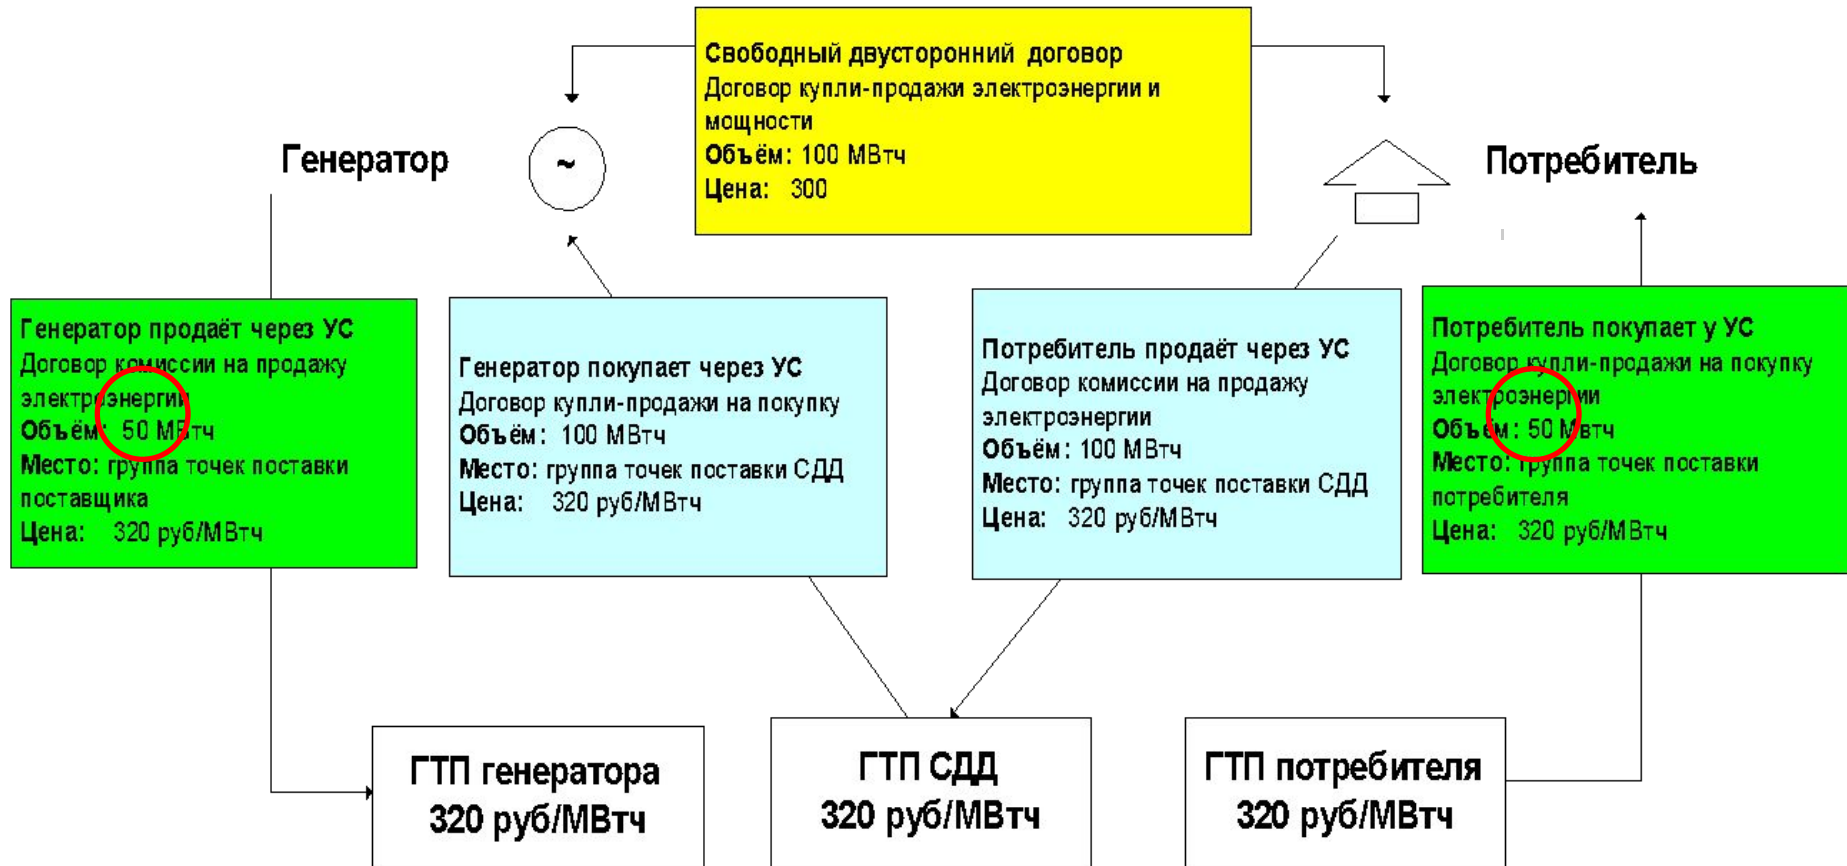 Свободный двусторонний договор
Договор купли-продажи электроэнергии и
мощности
Объём: 100 МВтч
Цена: 300
Генератор
~
Потребитель
Генератор продаёт через УС
Договор комиссии на продажу
электроэнергии
Объём: 50 МВтч
Место: группа точек поставки
поставщика
Цена: 320 руб/МВтч
Генератор покупает через УС
Договор купли-продажи на покупку
Объём: 100 МВтч
Место: группа точек поставки СДД
Цена: 320 руб/МВтч
Потребитель продаёт через УС
Договор комиссии на продажу
электроэнергии
Объём: 100 МВтч
Место: группа точек поставки СДД
Цена: 320 руб/МВтч
Потребитель покупает у УС
Договор купли-продажи на покупку
электроэнергии
Объём: 50 Мвтч
Место: группа точек поставки
потребителя
Цена: 320 руб/МВтч
ГТП генератора
320 руб/МВтч
ГТП СДД
320 руб/МВтч
ГТП потребителя
320 руб/МВтч